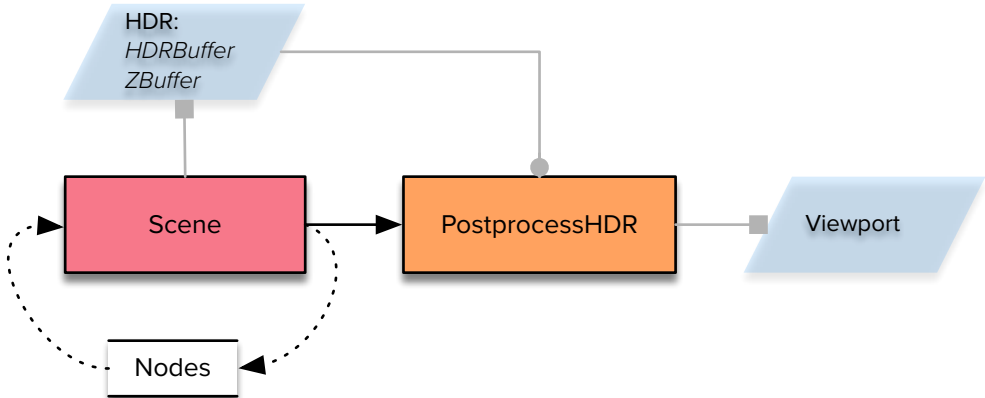 HDR:
HDRBuffer
ZBuffer
Scene
PostprocessHDR
Viewport
Nodes